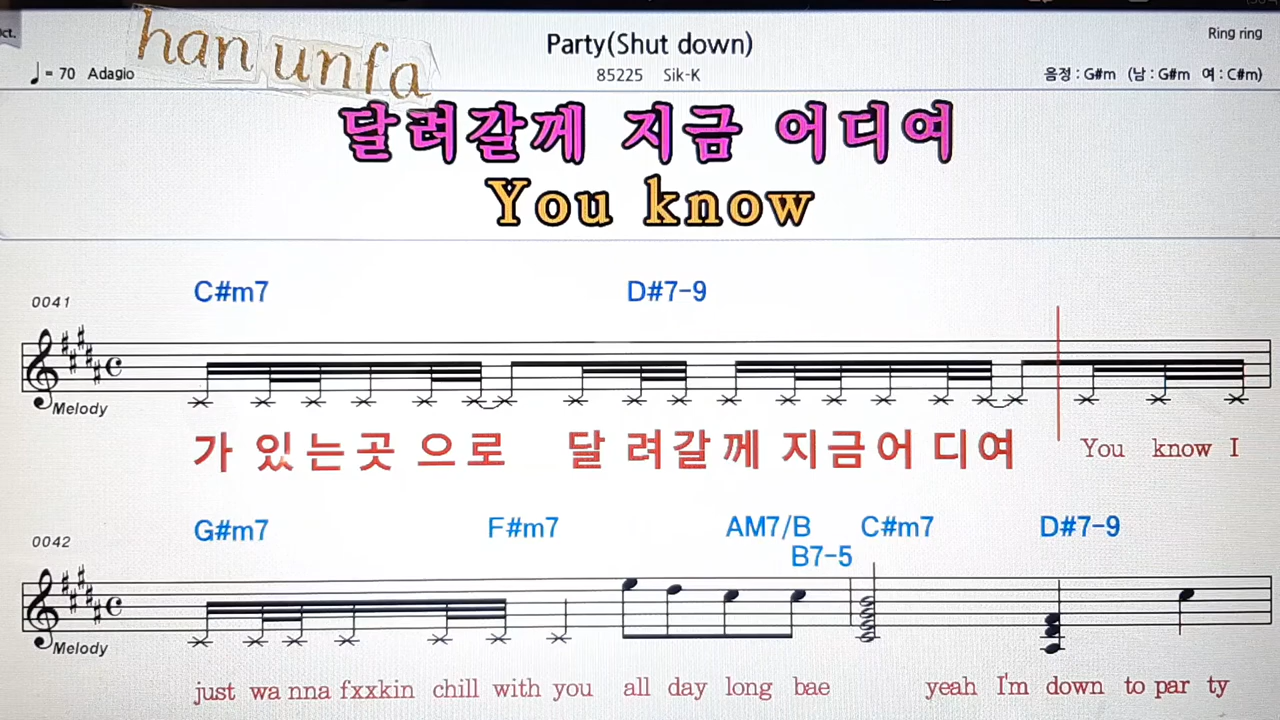 ct.
han unfa
Party(Shut down)
Ring ring
♩= 70 Adagio
85225 Sik-K
음정 : G#m (남 : G#m 여 : C#m)
달려갈께 지금 어디여
You know
0041
C#m7 D#7-9
Melody
가 있는곳 으로 달 려갈께 지금어 디여 You know I
0042
G#m7 F#m7 AM7/B C#m7 D#7-9
B7-5
Melody
just wa nna fxxkin chill with you all day long bae yeah I'm down to par ty